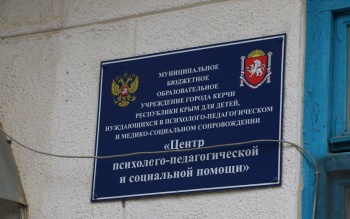 МУНИЦИПАЛЬНОЕ
БЮДЖЕТНОЕ
ОБРАЗОВАТЕЛЬНОЕ
УЧРЕЖДЕНИЕ ГОРОДА КЕРЧИ
РЕСПУБЛИКИ КРЫМ ДЛЯ ДЕТЕЙ,
НУЖДАЮЩИХСЯ В ПСИХОЛОГО-ПЕДАГОГИЧЕСКОМ
И МЕДИКО-СОЦИАЛЬНОМ СОПРОВОЖДЕНИИ
«Центр
психолого-педагогической
и социальной помощи»